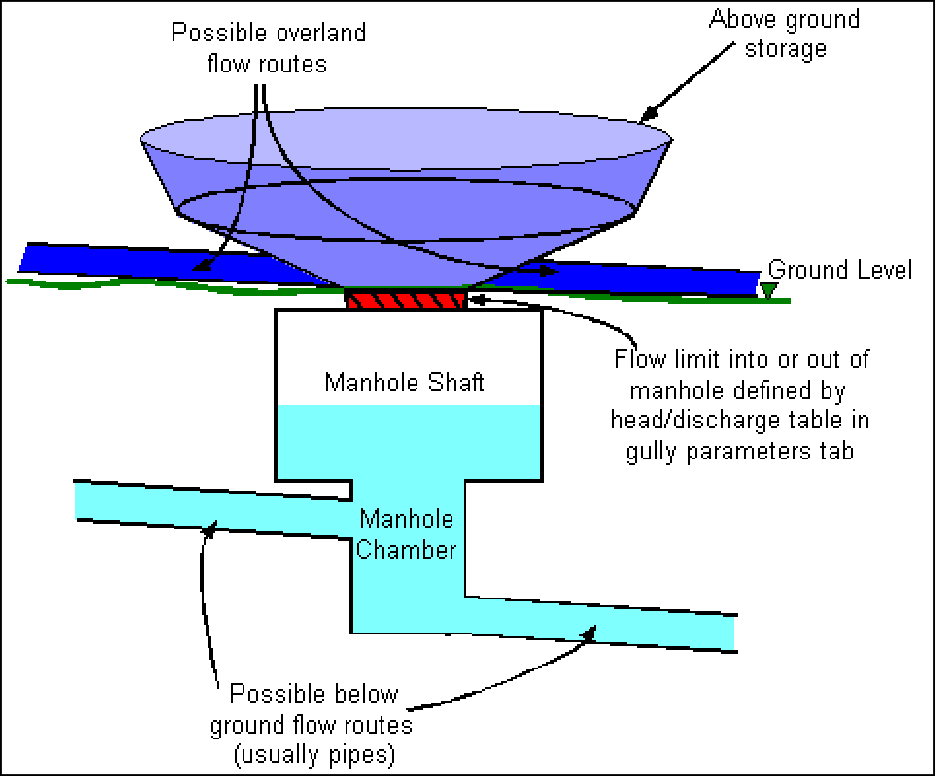 Possible overland
flow routes
Above ground
storage
Ground Level
Flow limit into or out of
manhole defined by
head/discharge table in
gully parameters tab
Manhole Shaft
Manhole
Chamber
Possible below
ground flow routes
(usually pipes)